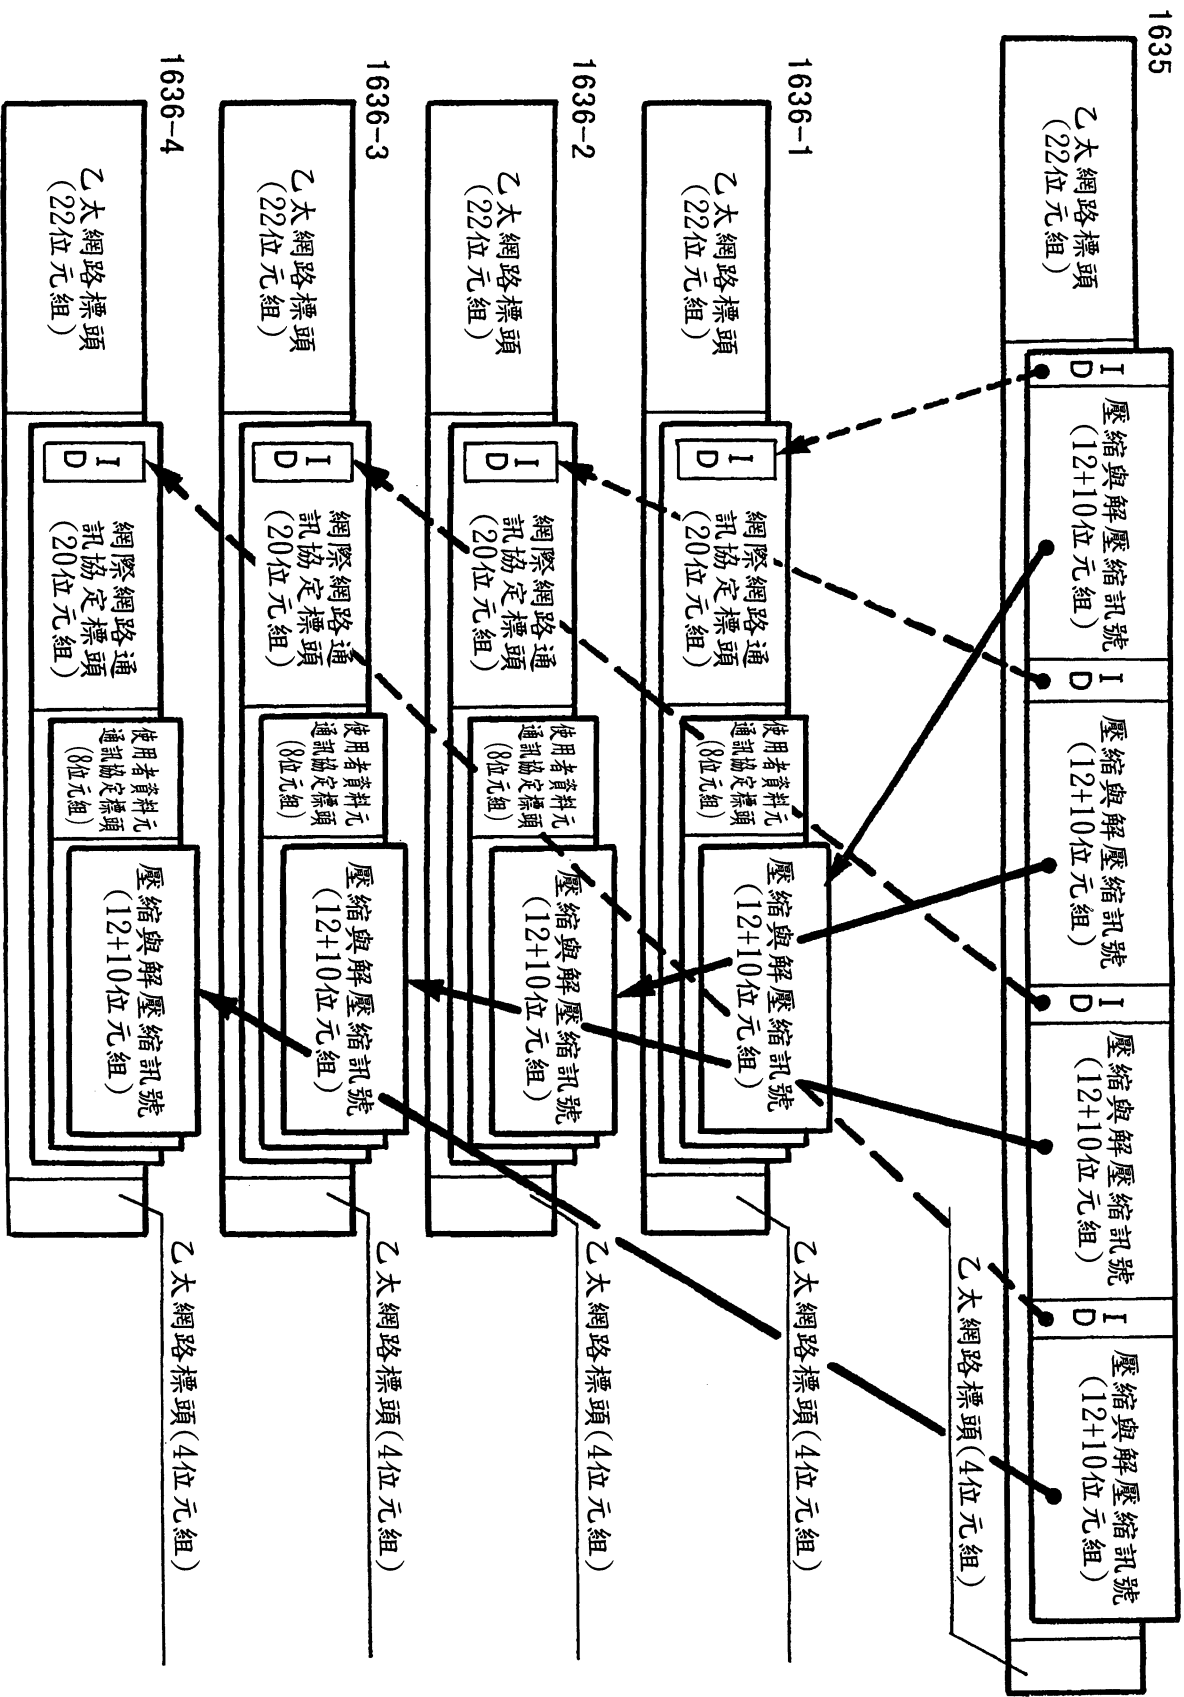 1635
乙太網路標頭
(22位元組)
I
D
壓縮與解壓縮訊號
(12+10位元組)
I
D
壓縮與解壓縮訊號
(12+10位元組)
I
D
壓縮與解壓縮訊號
(12+10位元組)
I
D
壓縮與解壓縮訊號
(12+10位元組)
乙太網路標頭(4位元組)
1636-1
乙太網路標頭
(22位元組)
I
D
網際網路通
訊協定標頭
(20位元組)
使用者資料元
通訊協定標頭
(8位元組)
壓縮與解壓縮訊號
(12+10位元組)
乙太網路標頭(4位元組)
1636-2
乙太網路標頭
(22位元組)
I
D
網際網路通
訊協定標頭
(20位元組)
使用者資料元
通訊協定標頭
(8位元組)
壓縮與解壓縮訊號
(12+10位元組)
乙太網路標頭(4位元組)
1636-3
乙太網路標頭
(22位元組)
I
D
網際網路通
訊協定標頭
(20位元組)
使用者資料元
通訊協定標頭
(8位元組)
壓縮與解壓縮訊號
(12+10位元組)
乙太網路標頭(4位元組)
1636-4
乙太網路標頭
(22位元組)
I
D
網際網路通
訊協定標頭
(20位元組)
使用者資料元
通訊協定標頭
(8位元組)
壓縮與解壓縮訊號
(12+10位元組)
乙太網路標頭(4位元組)